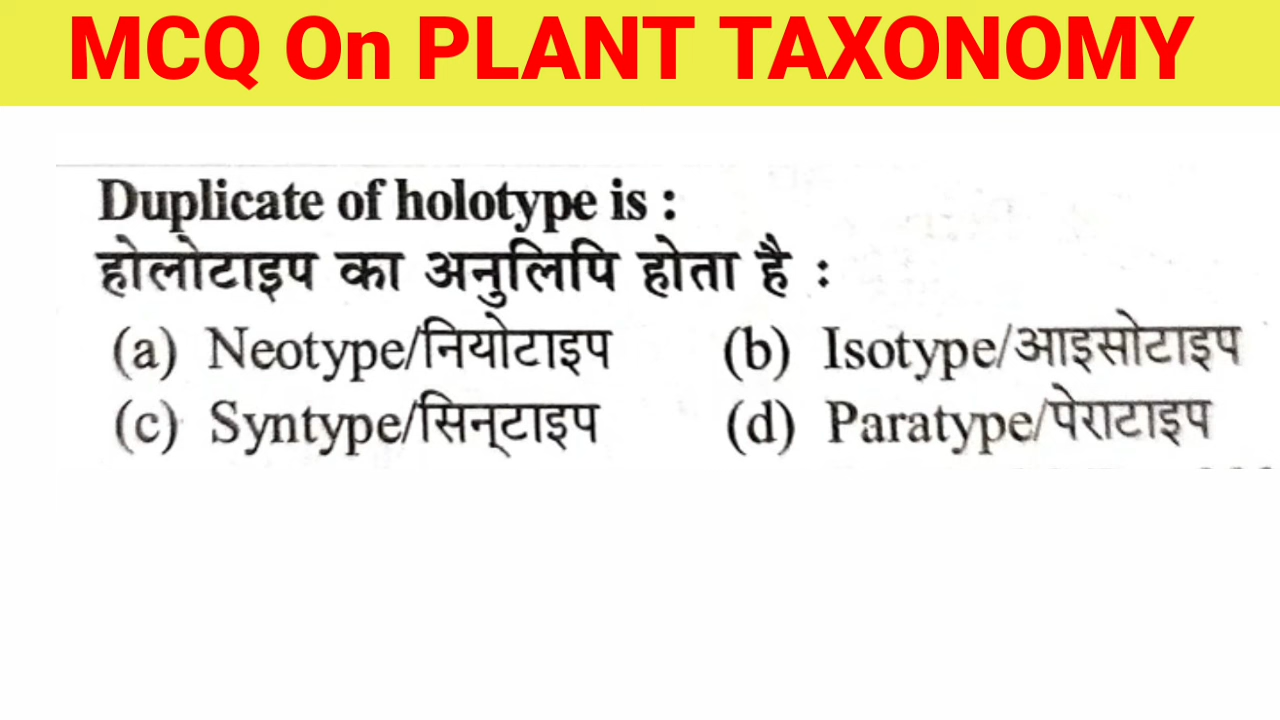 MCQ On PLANT TAXONOMY
Duplicate of holotype is :
होलोटाइप का अनुलिपि होता है :
(a) Neotype/नियोटाइप (b) Isotype/आइसोटाइप
(c) Syntype/सिन्टाइप (d) Paratype/पेराटाइप